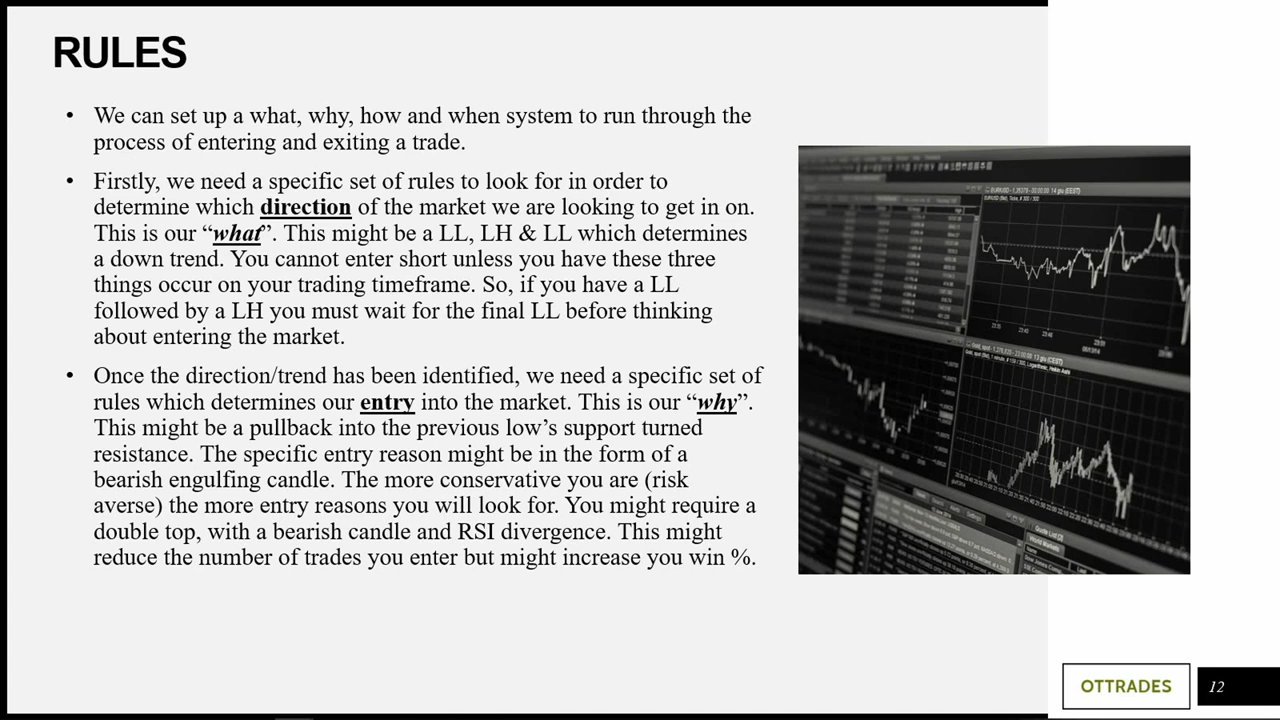 RULES
• We can set up a what, why, how and when system to run through the
process of entering and exiting a trade.
• Firstly, we need a specific set of rules to look for in order to
determine which direction of the market we are looking to get in on.
This is our “what”. This might be a LL, LH & LL which determines
a down trend. You cannot enter short unless you have these three
things occur on your trading timeframe. So, if you have a LL
followed by a LH you must wait for the final LL before thinking
about entering the market.
• Once the direction/trend has been identified, we need a specific set of
rules which determines our entry into the market. This is our “why”.
This might be a pullback into the previous low’s support turned
resistance. The specific entry reason might be in the form of a
bearish engulfing candle. The more conservative you are (risk
averse) the more entry reasons you will look for. You might require a
double top, with a bearish candle and RSI divergence. This might
reduce the number of trades you enter but might increase you win %.
OTTRADES
12